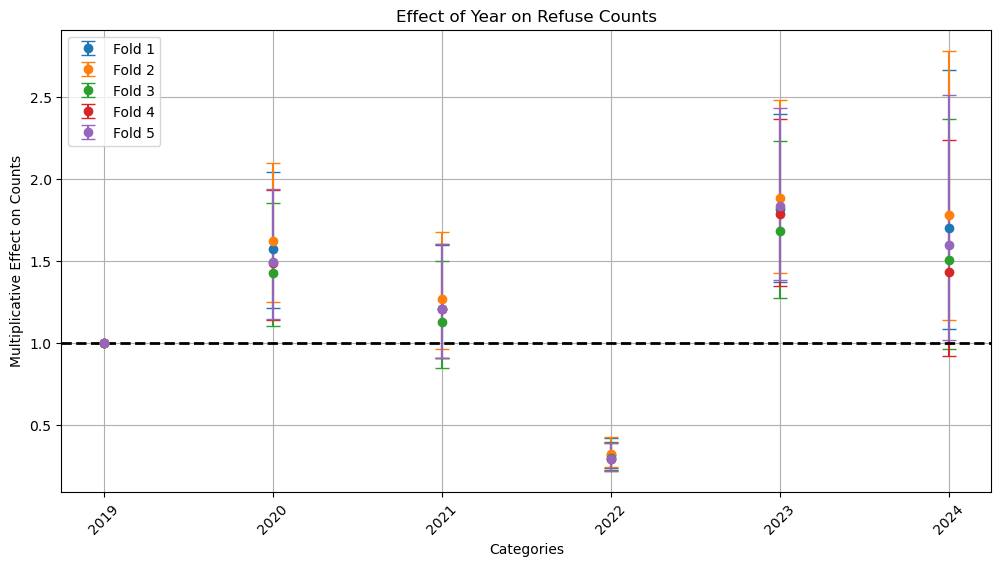 Effect of Year on Refuse Counts
Fold 1
Fold 2
Fold 3
Fold 4
Fold 5
Multiplicative Effect on Counts
2.5
2.0
1.5
1.0
0.5
2019
2020
2021
2022
2023
2024
Categories